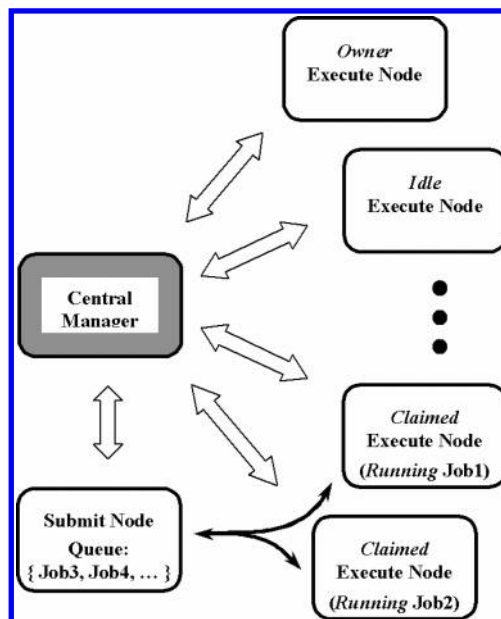 Owner
Execute Node
Idle
Execute Node
Central
Manager
Claimed
Execute Node
(Running Job1)
Submit Node
Queue:
{ Job3, Job4, … }
Claimed
Execute Node
(Running Job2)